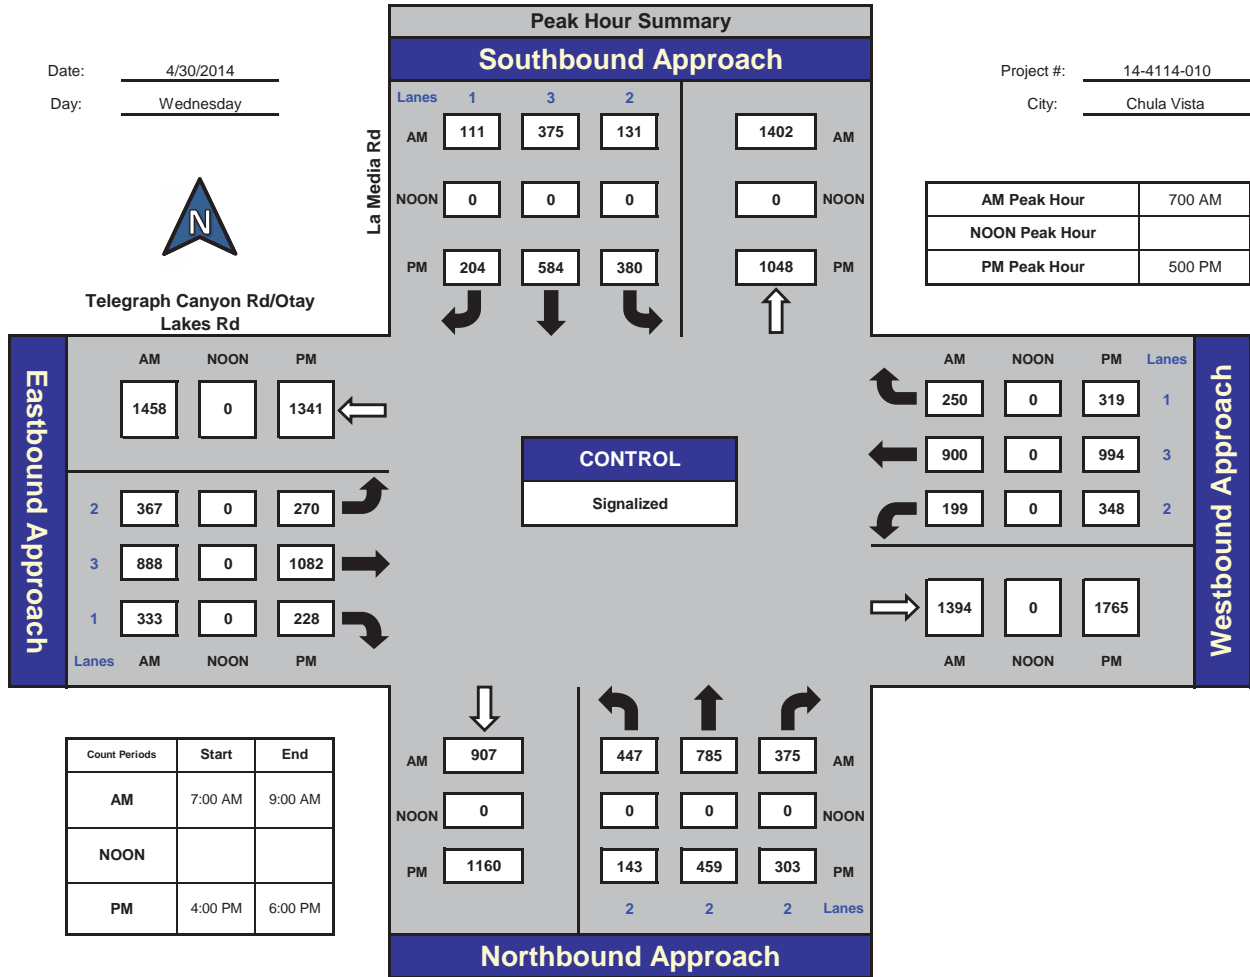 Peak Hour Summary
Southbound Approach
Date: 4/30/2014
Day: Wednesday
Project #: 14-4114-010
City: Chula Vista
La Media Rd
Lanes 1 3 2
AM 111 375 131 1402 AM
NOON 0 0 0 0 NOON
PM 204 584 380 1048 PM
N
AM Peak Hour 700 AM
NOON Peak Hour
PM Peak Hour 500 PM
Telegraph Canyon Rd/Otay
Lakes Rd
Eastbound Approach
AM NOON PM
1458 0 1341
2 367 0 270
3 888 0 1082
1 333 0 228
Lanes AM NOON PM
CONTROL
Signalized
AM NOON PM Lanes
250 0 319 1
900 0 994 3
199 0 348 2
1394 0 1765
AM NOON PM
Westbound Approach
Count Periods Start End
AM 7:00 AM 9:00 AM
NOON
PM 4:00 PM 6:00 PM
AM 907 447 785 375 AM
NOON 0 0 0 0 NOON
PM 1160 143 459 303 PM
2 2 2 Lanes
Northbound Approach